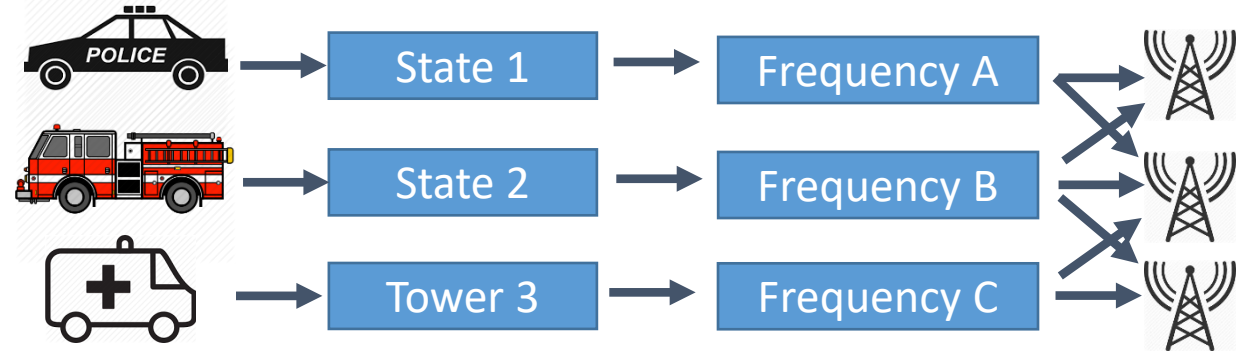 POLICE
State 1
Frequency A
State 2
Frequency B
Tower 3
Frequency C